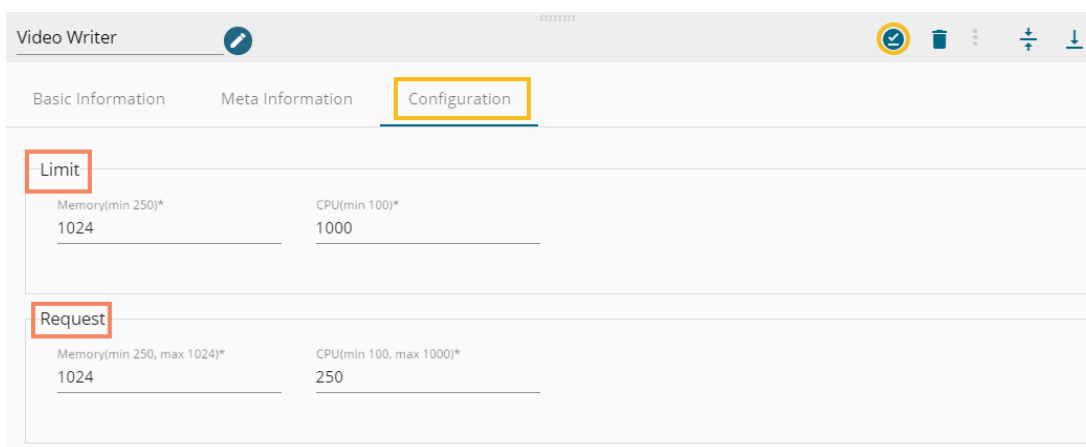 Video Writer
Basic Information Meta Information Configuration
Limit
Memory(min 250)* CPU(min 100)*
1024 1000
Request
Memory(min 250, max 1024)* CPU(min 100, max 1000)*
1024 250